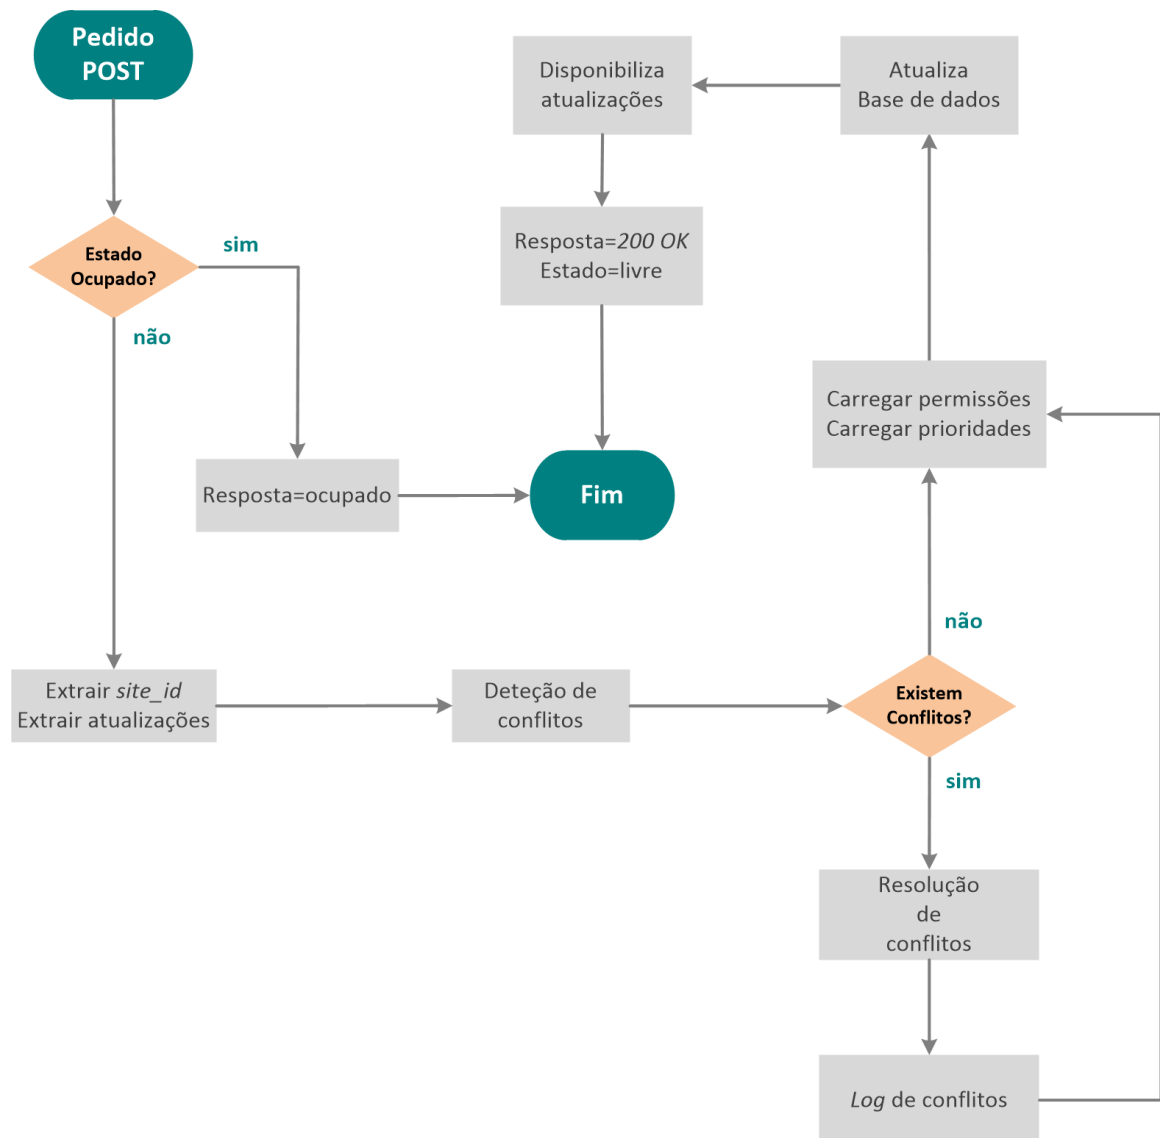 Pedido
POST
Estado
Ocupado?
sim
não
Resposta=ocupado
Fim
Disponibiliza
atualizações
Atualiza
Base de dados
Resposta=200 OK
Estado=livre
Carregar permissões
Carregar prioridades
não
Extrair site_id
Extrair atualizações
Deteção de
conflitos
Existem
Conflitos?
sim
Resolução
de
conflitos
Log de conflitos